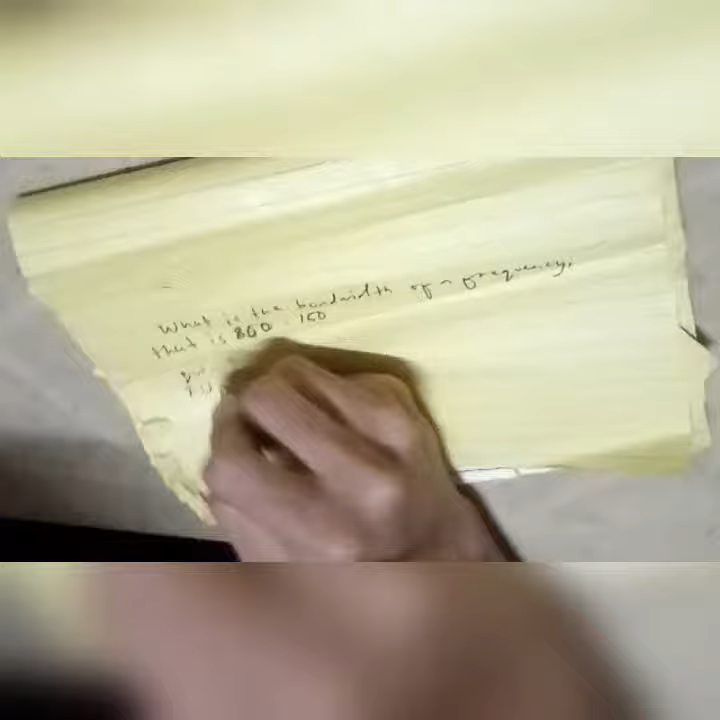 What is the bandwidth of a frequency,
that is 800 - 150